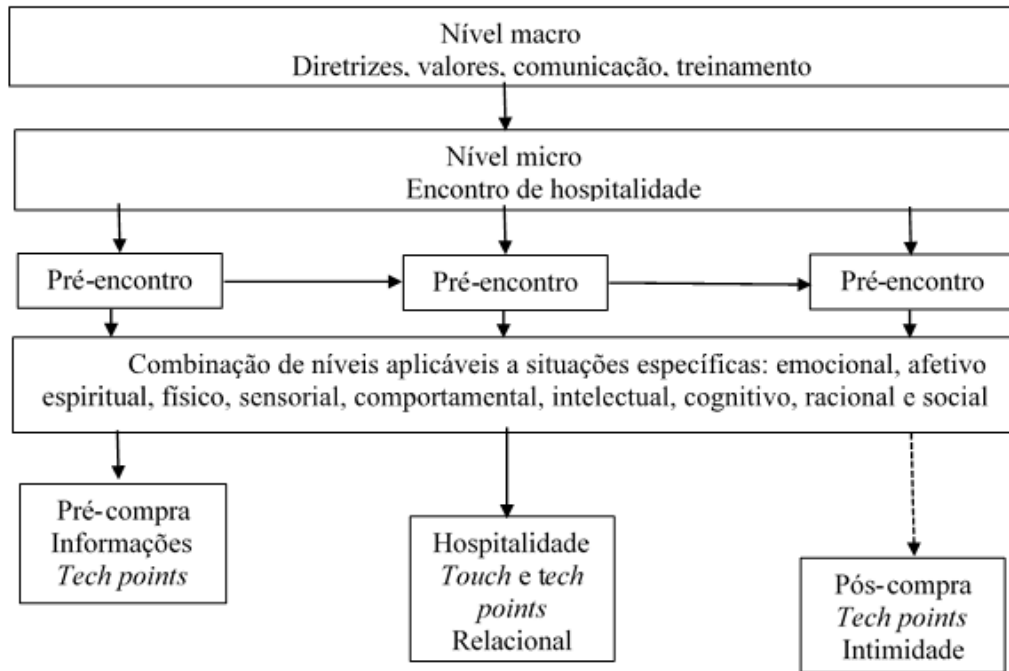 Nível macro
Diretrizes, valores, comunicação, treinamento
Nível micro
Encontro de hospitalidade
Pré-encontro
Pré-encontro
Pré-encontro
Combinação de níveis aplicáveis a situações específicas: emocional, afetivo
espiritual, físico, sensorial, comportamental, intelectual, cognitivo, racional e social
Pré-compra
Informações
Tech points
Hospitalidade
Touch e tech
points
Relacional
Pós-compra
Tech points
Intimidade